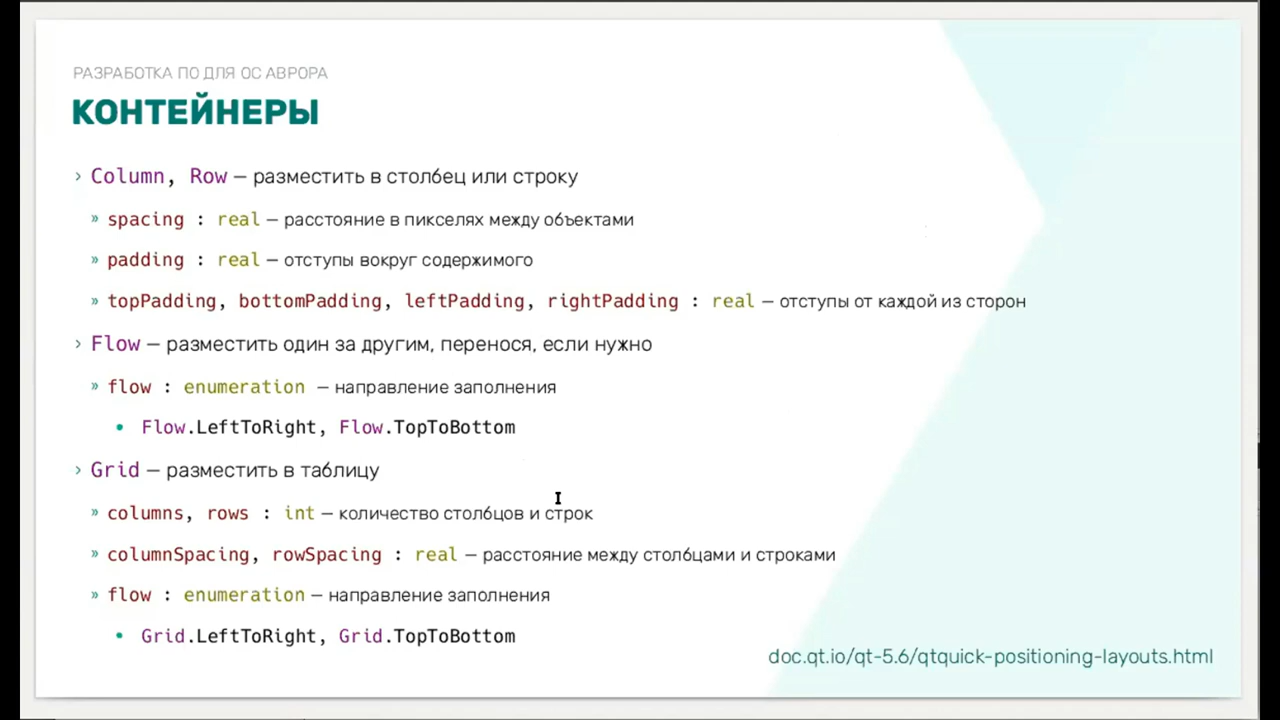 РАЗРАБОТКА ПО ДЛЯ ОС АВРОРА
КОНТЕЙНЕРЫ
› Column, Row — разместить в столбец или строку
» spacing : real — расстояние в пикселях между объектами
» padding : real — отступы вокруг содержимого
» topPadding, bottomPadding, leftPadding, rightPadding : real — отступы от каждой из сторон
› Flow — разместить один за другим, перенося, если нужно
» flow : enumeration — направление заполнения
• Flow.LeftToRight, Flow.TopToBottom
› Grid — разместить в таблицу
» columns, rows : int — количество столбцов и строк
» columnSpacing, rowSpacing : real — расстояние между столбцами и строками
» flow : enumeration — направление заполнения
• Grid.LeftToRight, Grid.TopToBottom
doc.qt.io/qt-5.6/qtquick-positioning-layouts.html